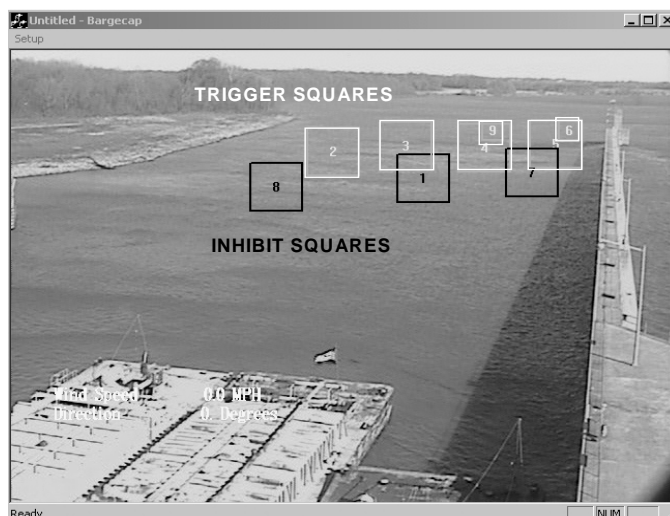 Untitled - Bargecap
Setup
TRIGGER SQUARES
9
6
2
3
4
5
8
1
7
INHIBIT SQUARES
Wind Speed 0.0 MPH
Direction 0. Degrees
Ready
NUM